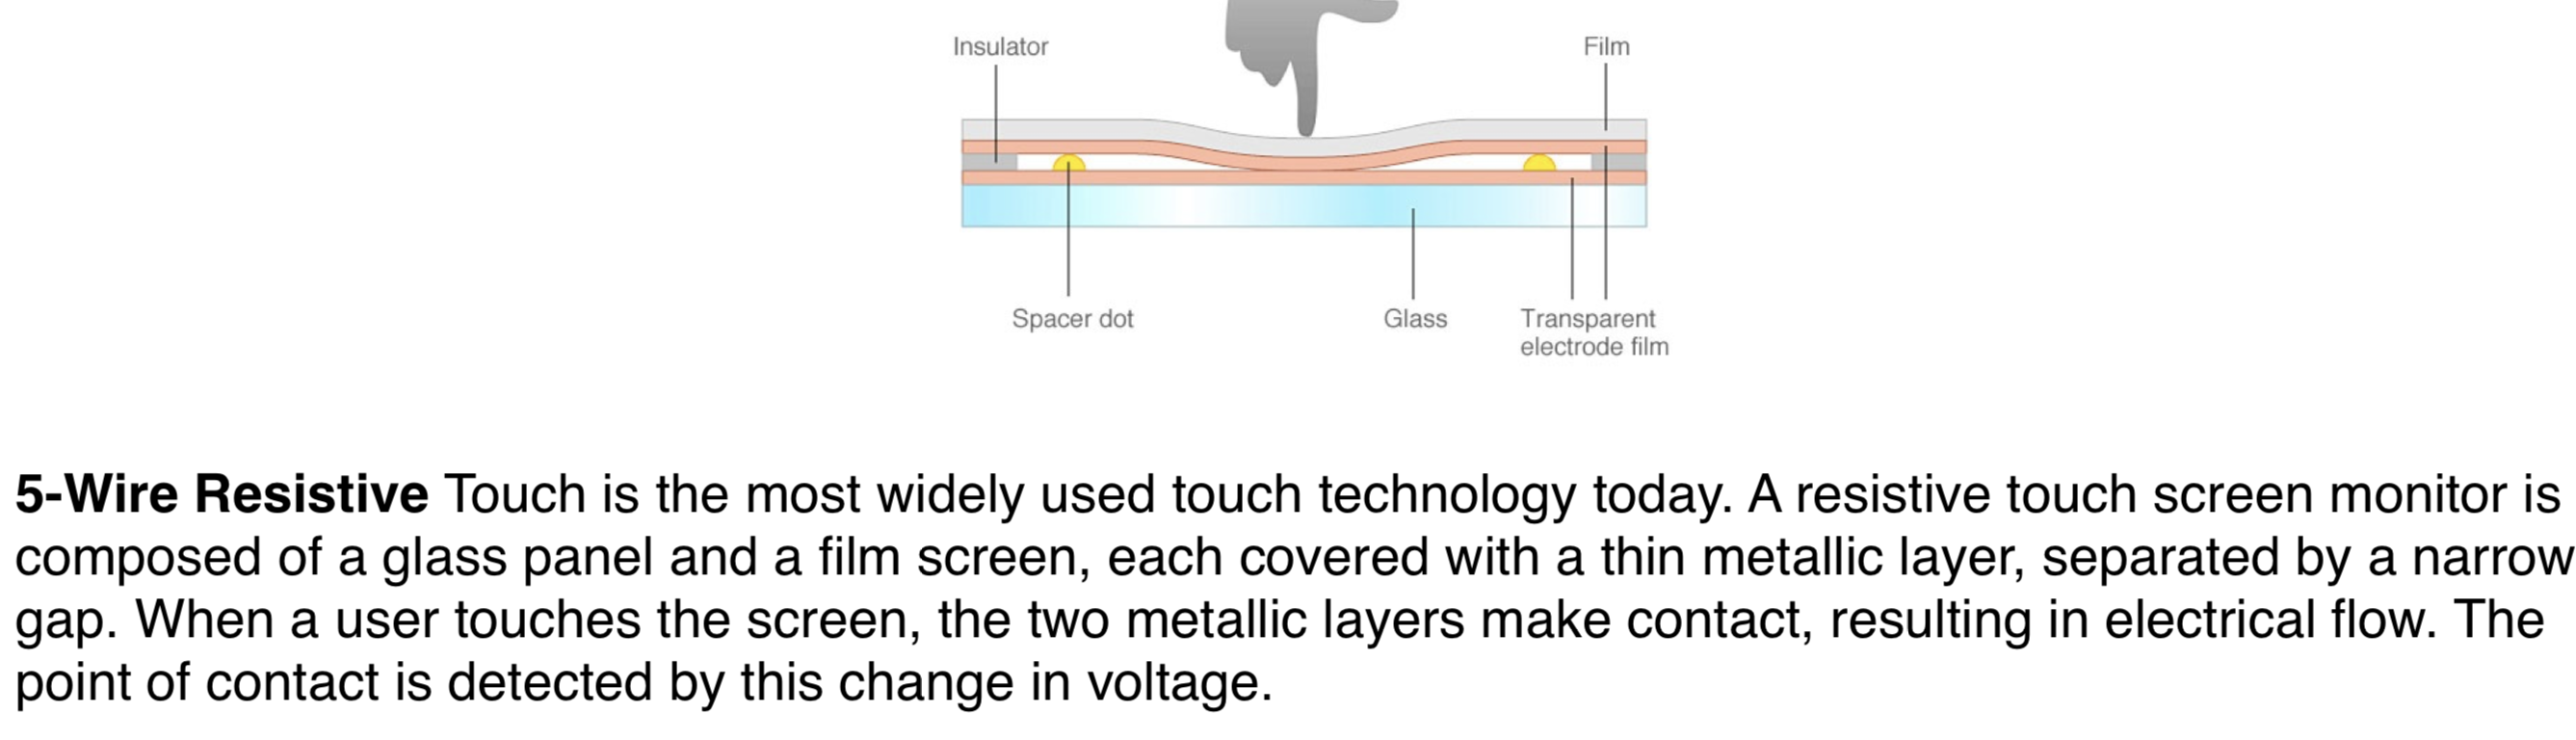 Insulator
Film
Spacer dot
Glass
Transparent
electrode film
5-Wire Resistive Touch is the most widely used touch technology today. A resistive touch screen monitor is
composed of a glass panel and a film screen, each covered with a thin metallic layer, separated by a narrow
gap. When a user touches the screen, the two metallic layers make contact, resulting in electrical flow. The
point of contact is detected by this change in voltage.